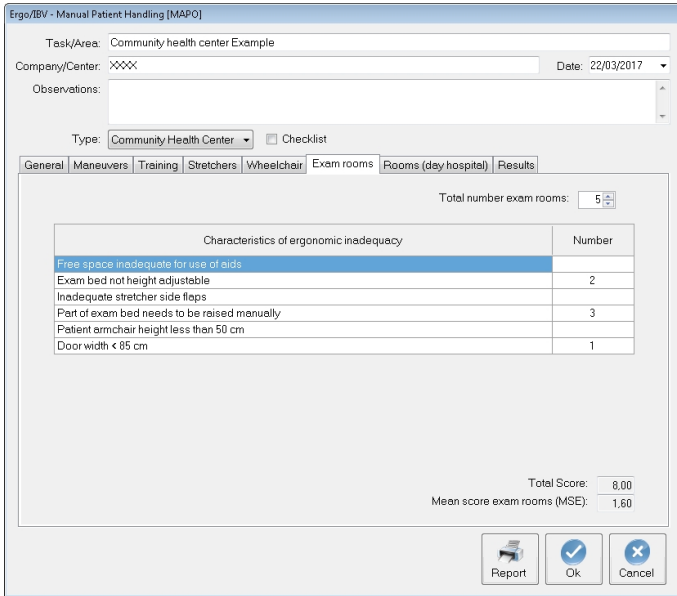 Ergo/IBV - Manual Patient Handling [MAPO]
Task/Area: Community health center Example
Company/Center: XXXX Date: 22/03/2017
Observations:
Type: Community Health Center Checklist
General Maneuvers Training Stretchers Wheelchair Exam rooms Rooms (day hospital) Results
Total number exam rooms: 5
Characteristics of ergonomic inadequacy Number
Free space inadequate for use of aids
Exam bed not height adjustable 2
Inadequate stretcher side flaps
Part of exam bed needs to be raised manually 3
Patient armchair height less than 50 cm
Door width < 85 cm 1
Total Score: 8,00
Mean score exam rooms (MSE): 1,60
Report Ok Cancel